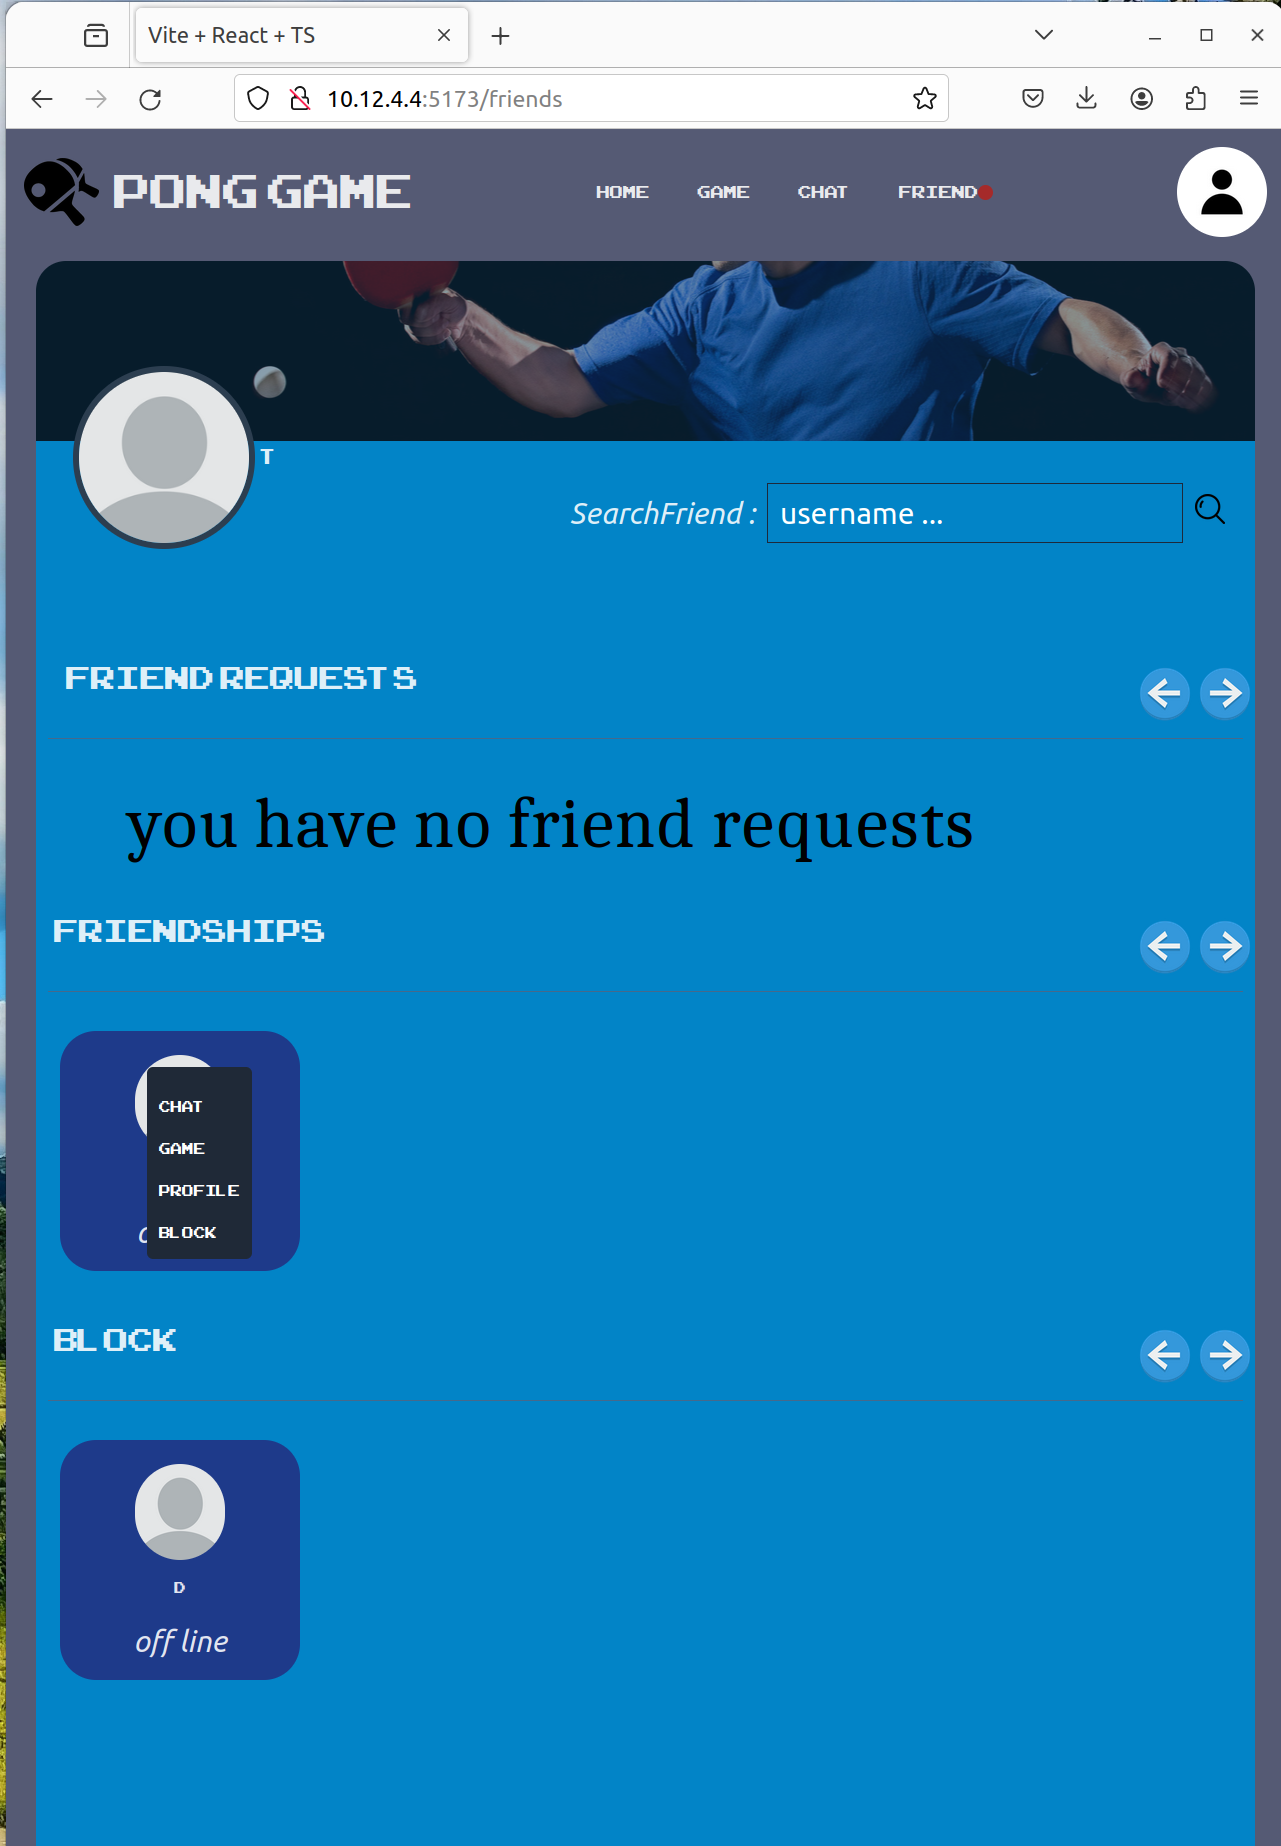 Vite + React + TS
10.12.4.4:5173/friends
PONG GAME
HOME GAME CHAT FRIEND
T
SearchFriend : username ...
FRIEND REQUESTS
you have no friend requests
FRIENDSHIPS
CHAT
GAME
PROFILE
BLOCK
BLOCK
D
off line